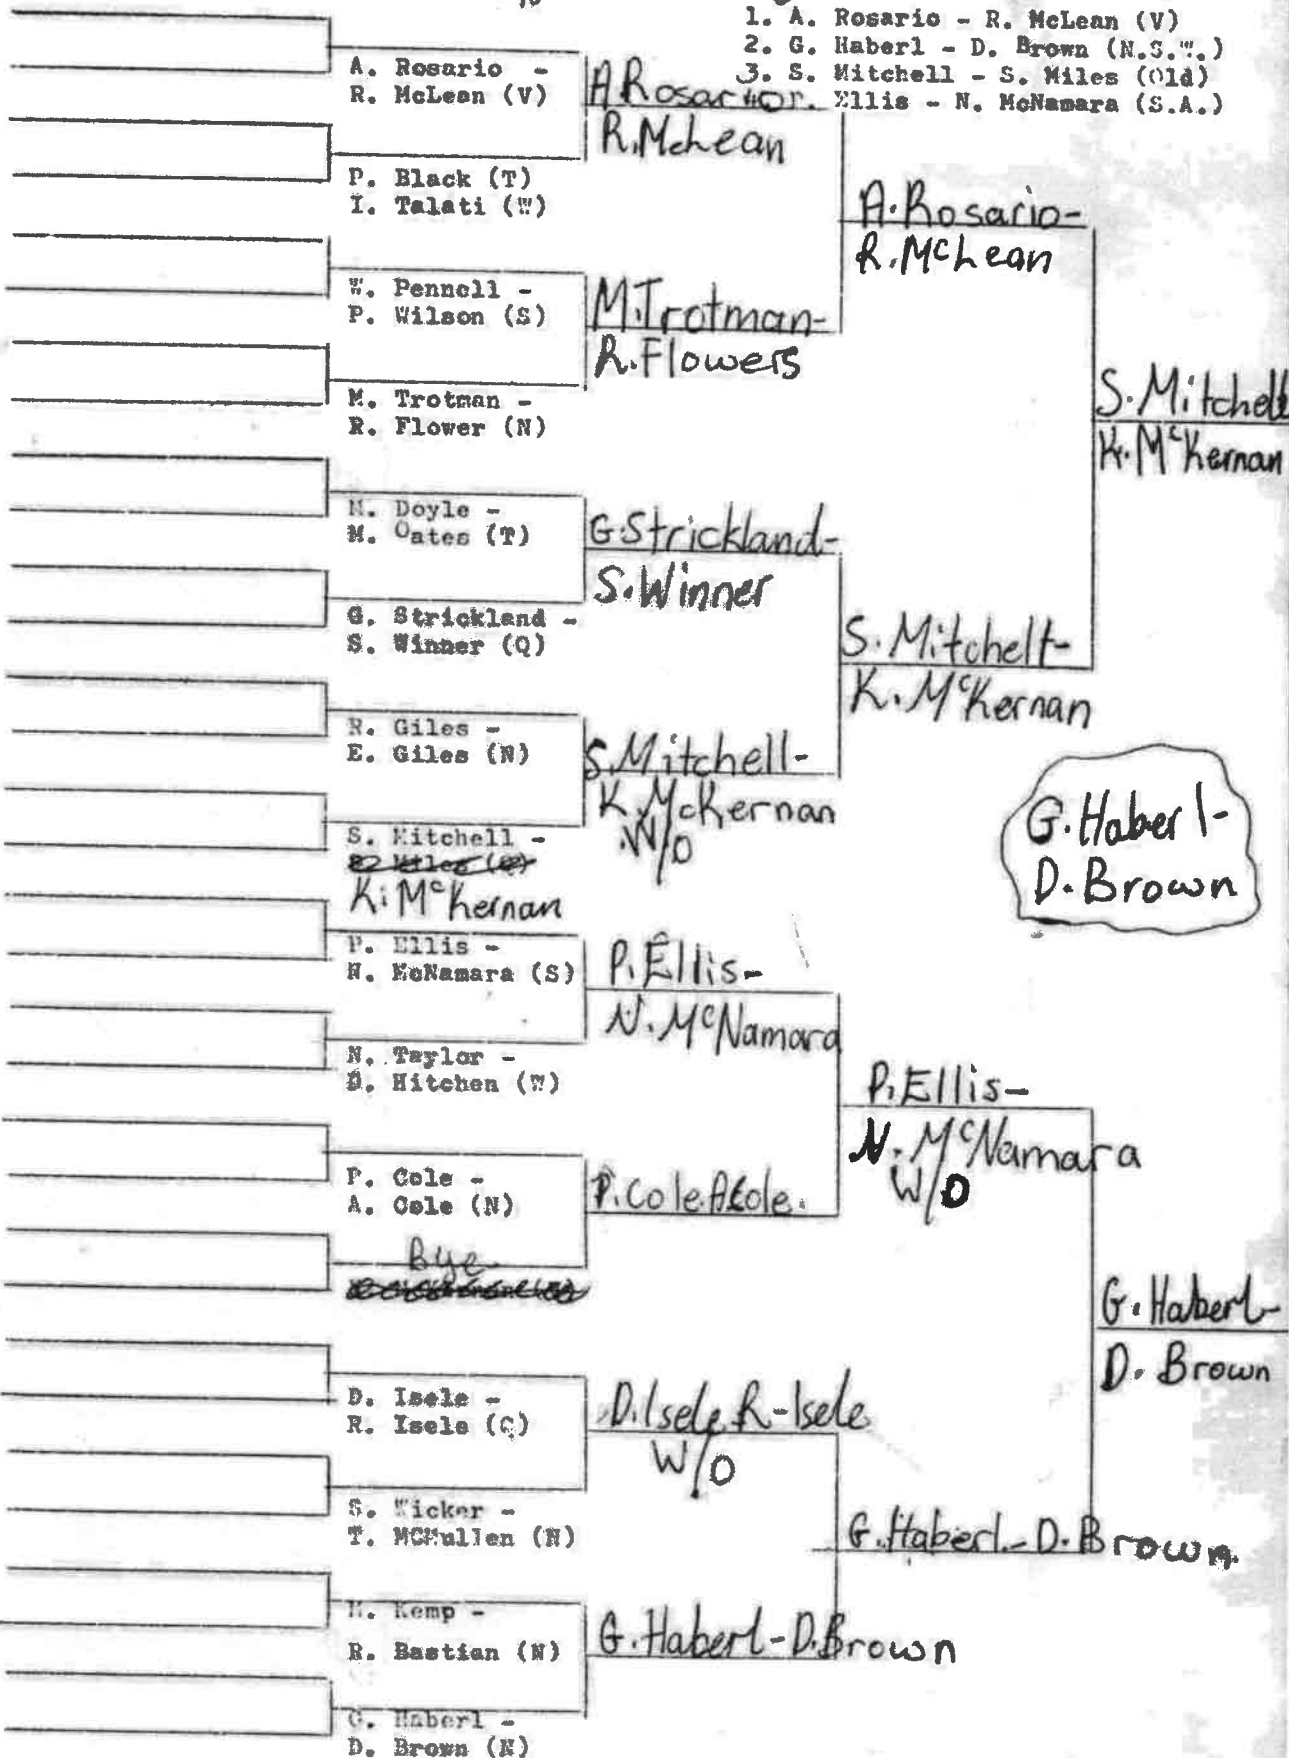 1. A. Rosario - R. McLean (V)
2. G. Haberl - D. Brown (N.S.W.)
3. S. Mitchell - S. Miles (Qld)
Ellis - N. McNamara (S.A.)
A. Rosario -
R. McLean (V)
P. Black (T)
I. Talati (W)
W. Pennell -
P. Wilson (S)
M. Trotman -
R. Flower (N)
M. Doyle -
M. Oates (T)
G. Strickland -
S. Winner (Q)
R. Giles -
E. Giles (N)
S. Mitchell -
K. McKernan
P. Ellis -
N. McNamara (S)
N. Taylor -
D. Hitchen (W)
P. Cole -
A. Cole (N)
Bye
D. Isele -
R. Isele (Q)
S. Wicker -
T. MCMullen (N)
M. Kemp -
R. Bastian (N)
G. Haberl -
D. Brown (N)
A Rosario
R. McLean
M. Trotman-
R. Flowers
G. Strickland-
S. Winner
S. Mitchell-
K. McKernan
W/O
P. Ellis-
N. McNamara
P. Cole A Cole.
D. Isele R-Isele
W/O
G. Haberl-D. Brown
A. Rosario-
R. McLean
S. Mitchell-
K. McKernan
P. Ellis-
N. McNamara
W/O
G. Haberl-D. Brown.
S. Mitchell
K. McKernan
G. Haberl-
D. Brown
G. Haberl-
D. Brown